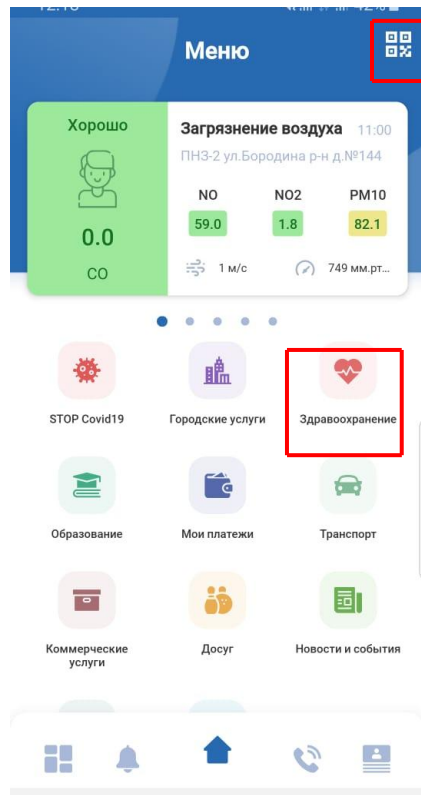 Меню
Хорошо
0.0
CO
Загрязнение воздуха 11:00
ПНЗ-2 ул.Бородина р-н д.№144
NO NO2 PM10
59.0 1.8 82.1
1 м/с 749 мм.рт...
STOP Covid19 Городские услуги Здравоохранение
Образование Мои платежи Транспорт
Коммерческие услуги
Досуг
Новости и события